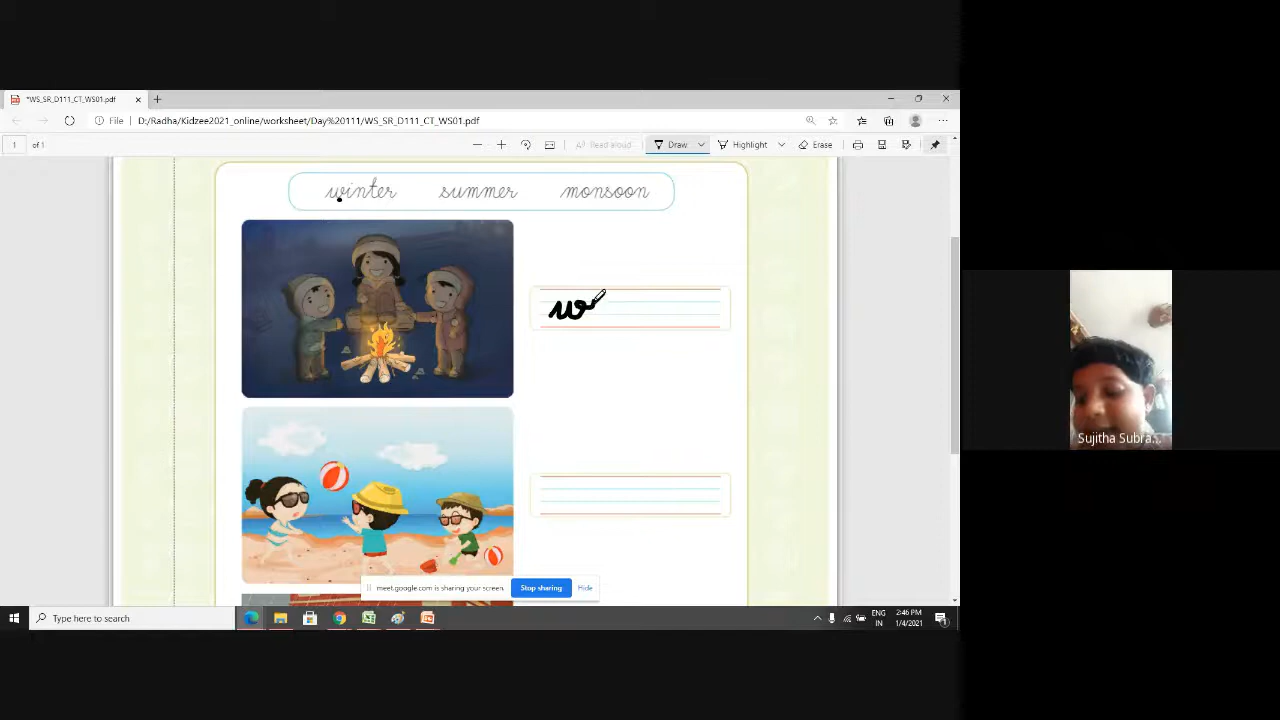 *WS_SR_D111_CT_WS01.pdf
File D:/Radha/Kidzee2021_online/worksheet/Day%20111/WS_SR_D111_CT_WS01.pdf
1 of 1 Read aloud Draw Highlight Erase
winter summer monsoon
w
Sujitha Subra...
meet.google.com is sharing your screen. Stop sharing Hide
Type here to search
ENG
IN
2:46 PM
1/4/2021